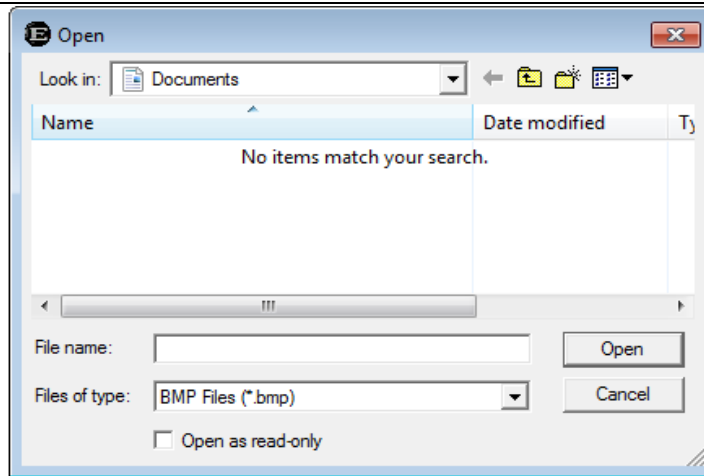 E Open
Look in: Documents
Name Date modified Ty
No items match your search.
File name: Open
Files of type: BMP Files (*.bmp) Cancel
Open as read-only